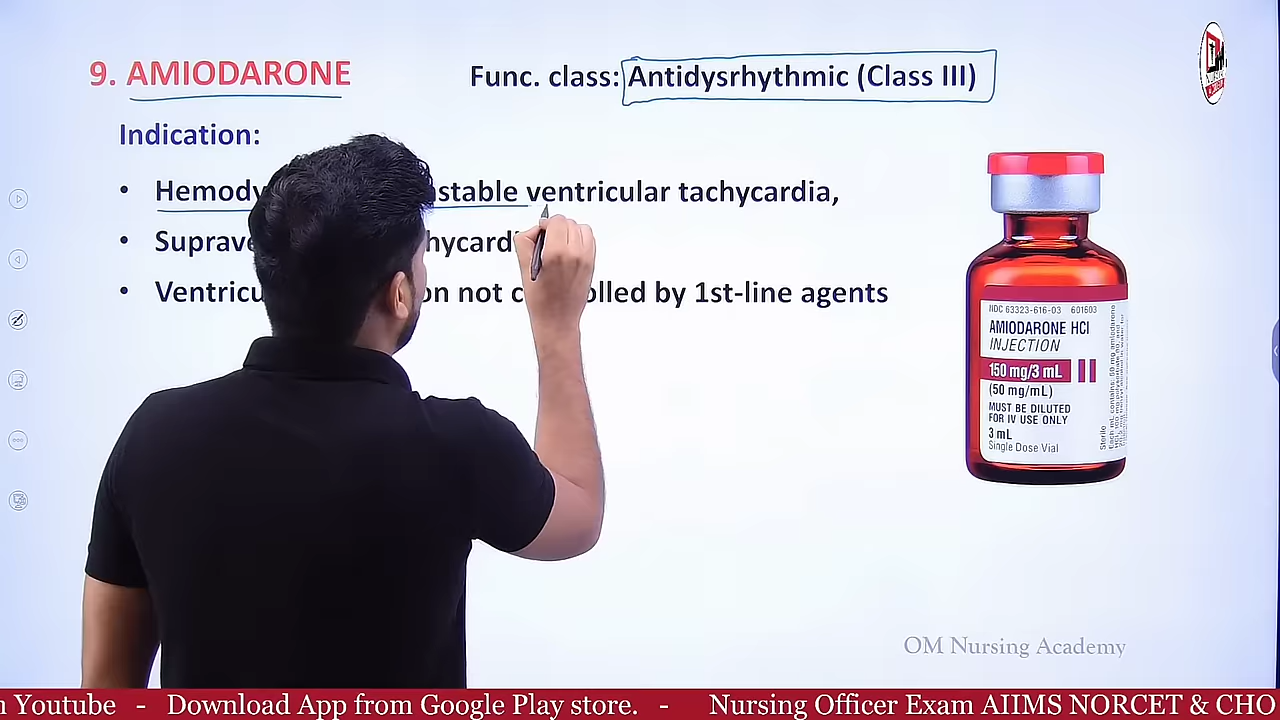 9. AMIODARONE
Func. class: Antidysrhythmic (Class III)
Indication:
• Hemody stable ventricular tachycardia,
• Suprave hycardi
• Ventricu on not c olled by 1st-line agents
NDC 63323-616-03 601603
AMIODARONE HCl
INJECTION
150 mg/3 mL
(50 mg/mL)
MUST BE DILUTED
FOR IV USE ONLY
3 mL
Single Dose Vial
Sterile
OM Nursing Academy
Youtube - Download App from Google Play store. - Nursing Officer Exam AIIMS NORCET & CHO